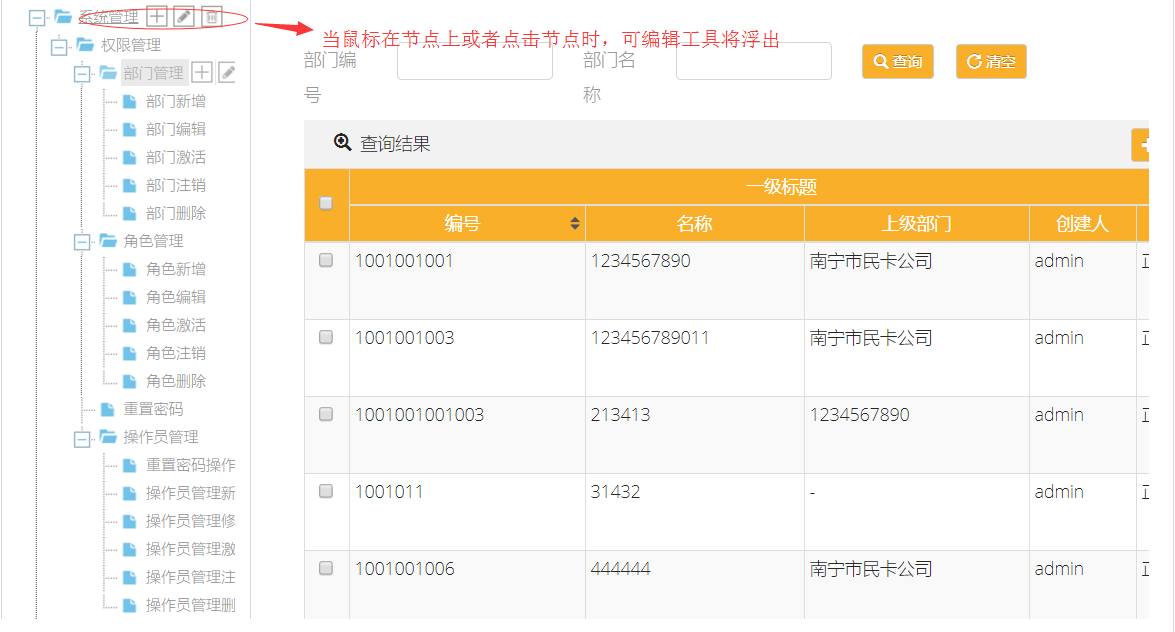 系统管理
权限管理
部门管理
部门新增
部门编辑
部门激活
部门注销
部门删除
角色管理
角色新增
角色编辑
角色激活
角色注销
角色删除
重置密码
操作员管理
重置密码操作
操作员管理新
操作员管理修
操作员管理激
操作员管理注
操作员管理删
当鼠标在节点上或者点击节点时，可编辑工具将浮出
部门编号
部门名称
查询
清空
查询结果
一级标题
编号 名称 上级部门 创建人
1001001001 1234567890 南宁市民卡公司 admin
1001001003 123456789011 南宁市民卡公司 admin
1001001001003 213413 1234567890 admin
1001011 31432 - admin
1001001006 444444 南宁市民卡公司 admin